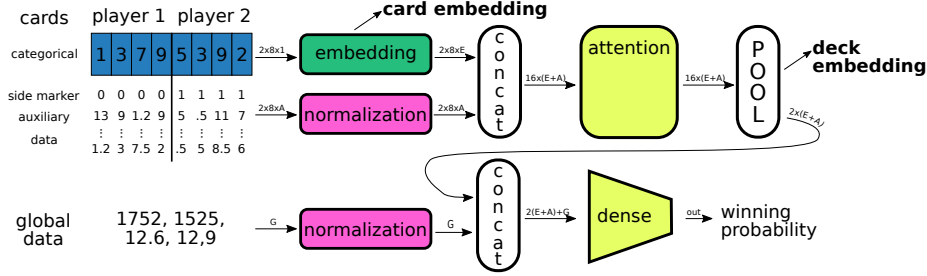 cards
player 1 player 2
card embedding
categorical
1 3 7 9 5 3 9 2
2x8x1
embedding
2x8xE
concat
16x(E+A)
attention
16x(E+A)
POOL
deck
embedding
side marker 0 0 0 0 1 1 1 1
auxiliary 13 9 1.2 9 5 .5 11 7
2x8xA
normalization
2x8xA
data ⋮ ⋮ ⋮ ⋮ ⋮ ⋮ ⋮ ⋮
1.2 3 7.5 2 .5 5 8.5 6
2x(E+A)
global
data
1752, 1525,
12.6, 12,9
G
normalization
G
concat
2(E+A)+G
dense
out
winning
probability